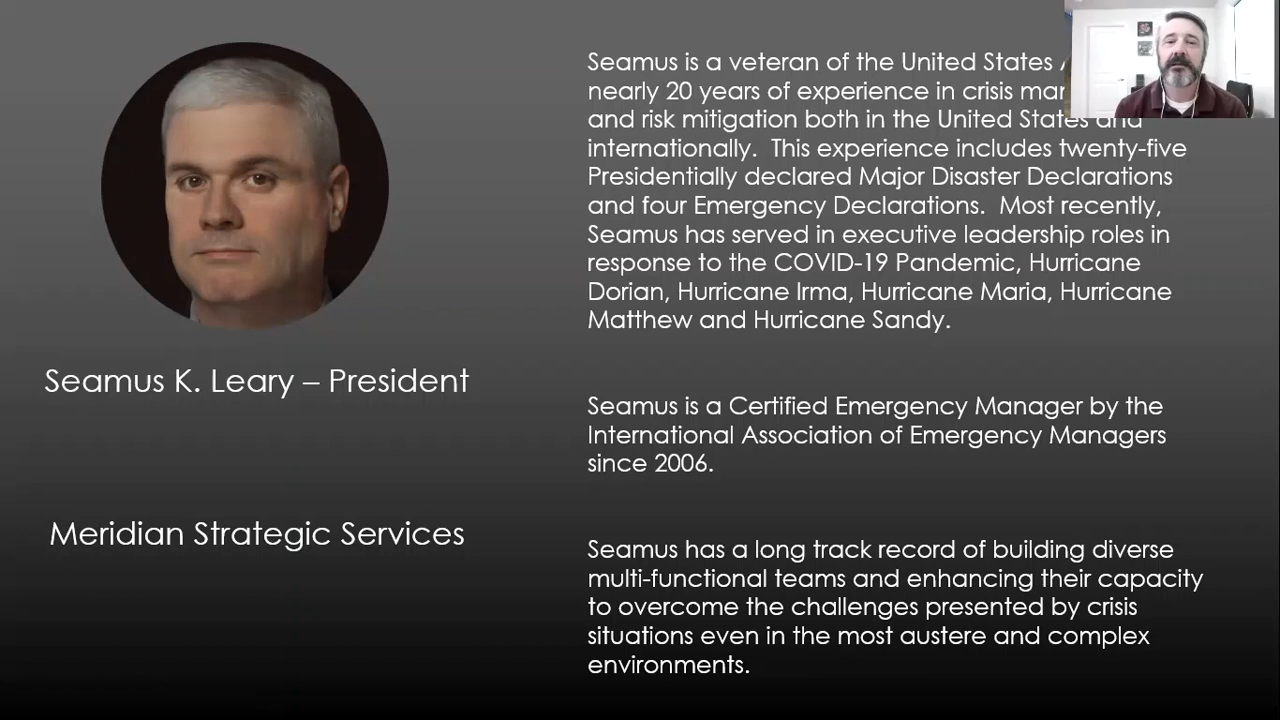 Seamus is a veteran of the United States
nearly 20 years of experience in crisis
and risk mitigation both in the United States and
internationally.  This experience includes twenty-five
Presidentially declared Major Disaster Declarations
and four Emergency Declarations.  Most recently,
Seamus has served in executive leadership roles in
response to the COVID-19 Pandemic, Hurricane
Dorian, Hurricane Irma, Hurricane Maria, Hurricane
Matthew and Hurricane Sandy.
Seamus K. Leary – President
Seamus is a Certified Emergency Manager by the
International Association of Emergency Managers
since 2006.
Meridian Strategic Services
Seamus has a long track record of building diverse
multi-functional teams and enhancing their capacity
to overcome the challenges presented by crisis
situations even in the most austere and complex
environments.